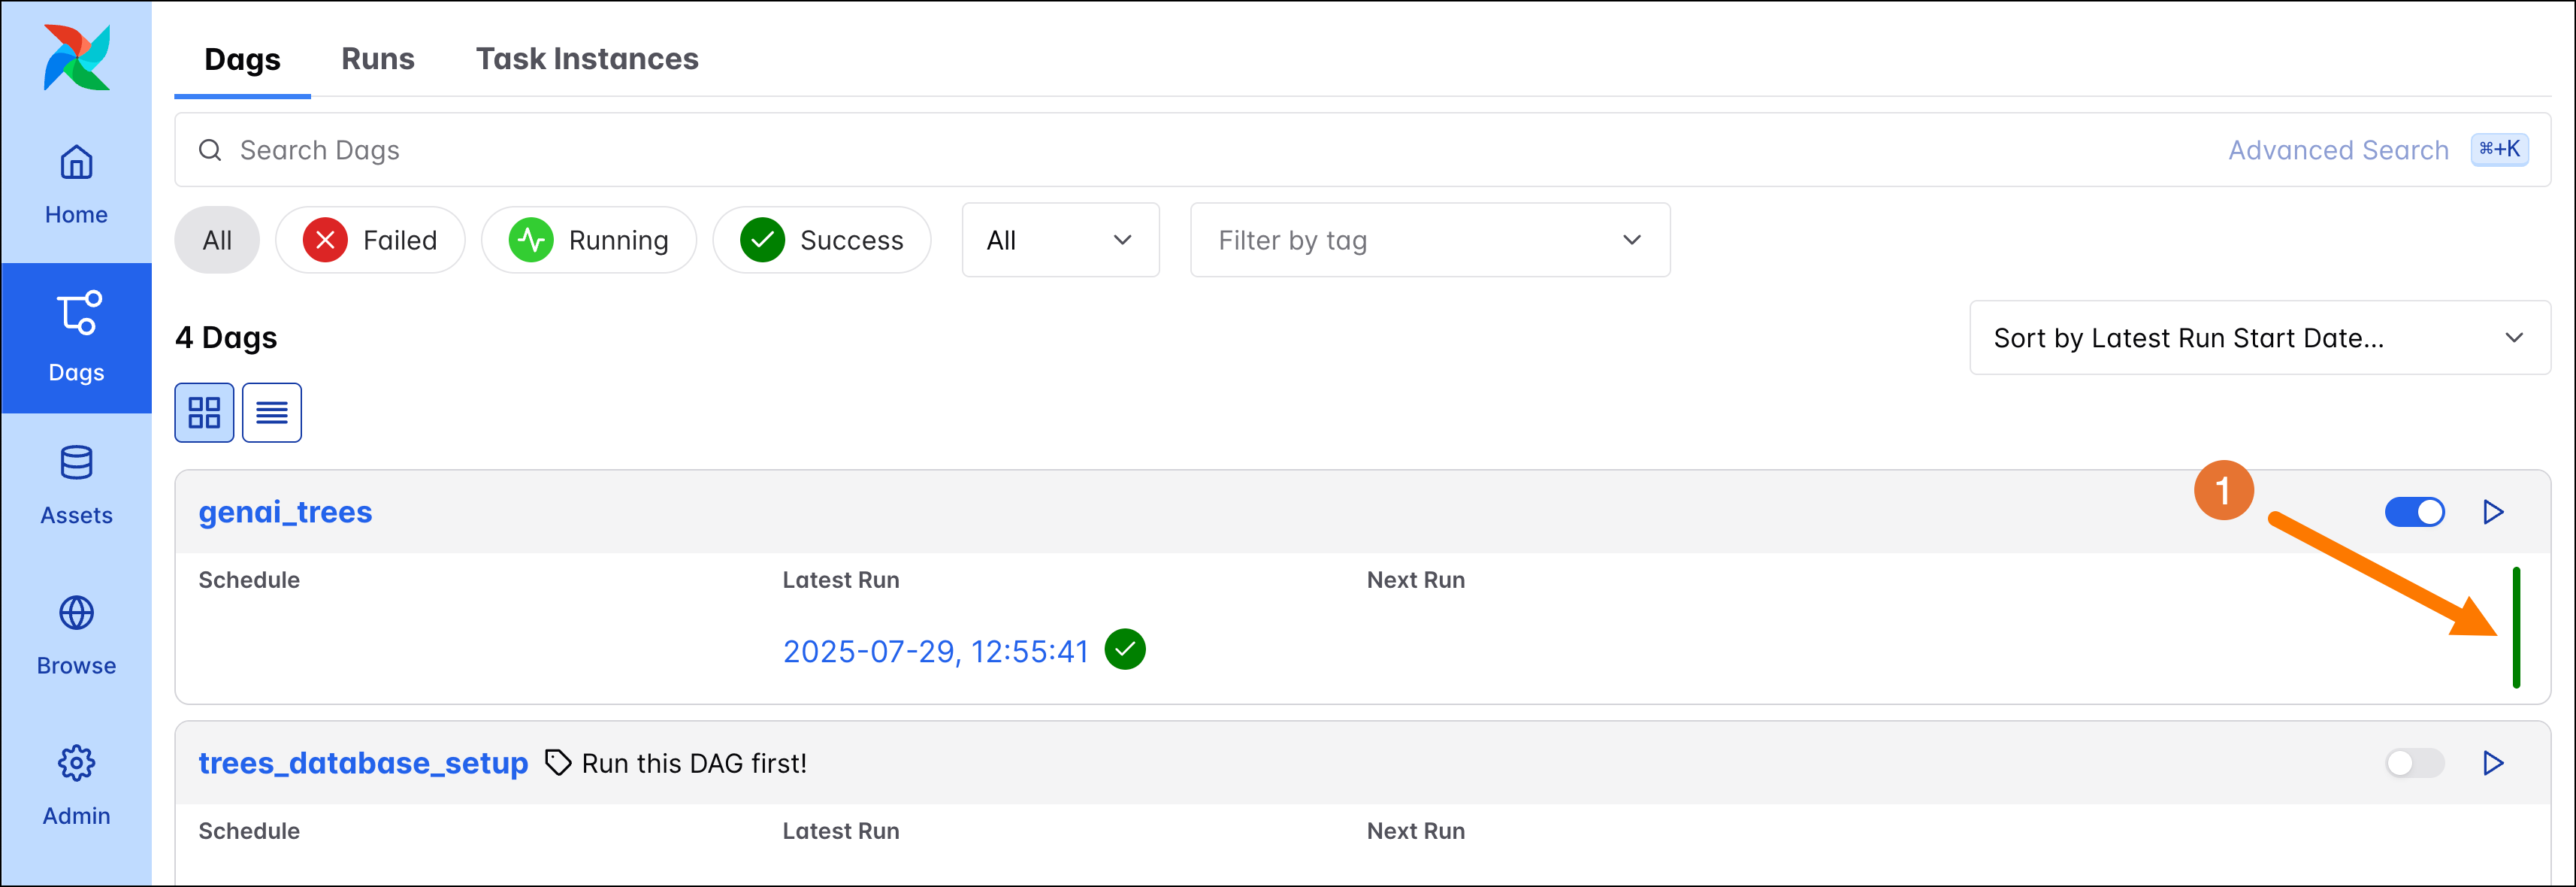 Dags Runs Task Instances
Search Dags Advanced Search ⌘+K
All Failed Running Success All Filter by tag
4 Dags Sort by Latest Run Start Date...
genai_trees 1
Schedule Latest Run Next Run
2025-07-29, 12:55:41
trees_database_setup Run this DAG first!
Schedule Latest Run Next Run
Home
Dags
Assets
Browse
Admin